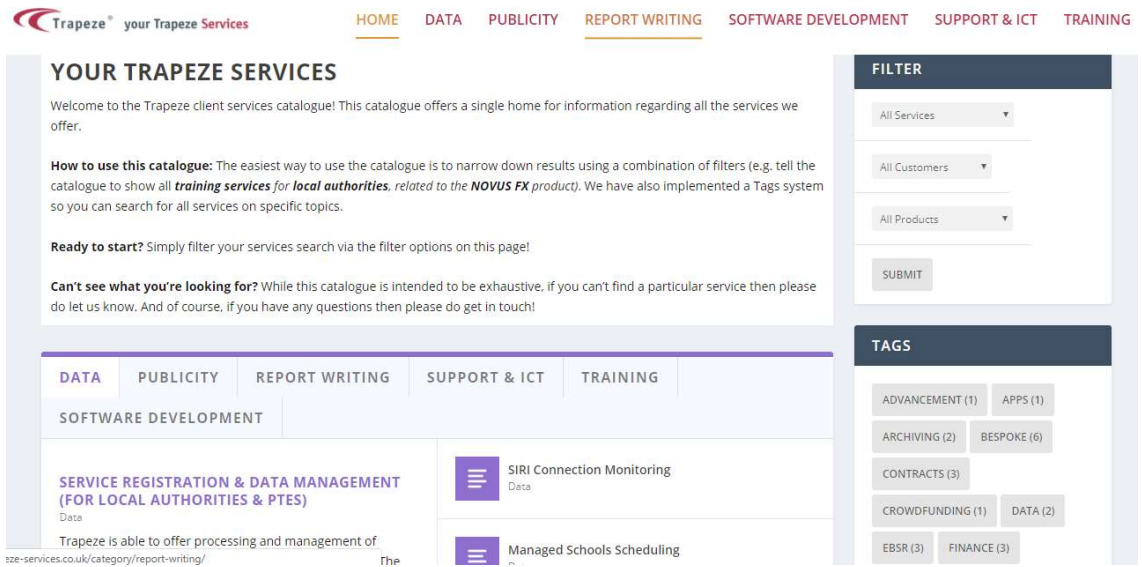 Trapeze® your Trapeze Services
HOME DATA PUBLICITY REPORT WRITING SOFTWARE DEVELOPMENT SUPPORT & ICT TRAINING
YOUR TRAPEZE SERVICES
Welcome to the Trapeze client services catalogue! This catalogue offers a single home for information regarding all the services we
offer.
How to use this catalogue: The easiest way to use the catalogue is to narrow down results using a combination of filters (e.g. tell the
catalogue to show all training services for local authorities, related to the NOVUS FX product). We have also implemented a Tags system
so you can search for all services on specific topics.
Ready to start? Simply filter your services search via the filter options on this page!
Can't see what you're looking for? While this catalogue is intended to be exhaustive, if you can't find a particular service then please
do let us know. And of course, if you have any questions then please do get in touch!
FILTER
All Services
All Customers
All Products
SUBMIT
DATA PUBLICITY REPORT WRITING SUPPORT & ICT TRAINING
SOFTWARE DEVELOPMENT
SERVICE REGISTRATION & DATA MANAGEMENT
(FOR LOCAL AUTHORITIES & PTES)
Data
Trapeze is able to offer processing and management of
The
SIRI Connection Monitoring
Data
Managed Schools Scheduling
TAGS
ADVANCEMENT (1) APPS (1)
ARCHIVING (2) BESPOKE (6)
CONTRACTS (3)
CROWDFUNDING (1) DATA (2)
EBSR (3) FINANCE (3)
eze-services.co.uk/category/report-writing/